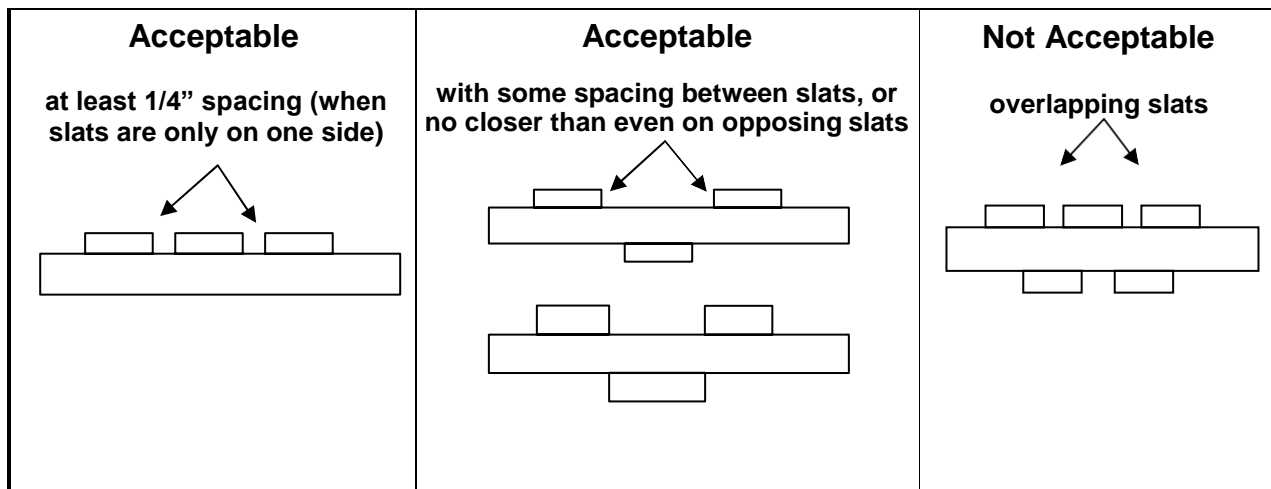 Acceptable
at least 1/4” spacing (when
slats are only on one side)
Acceptable
with some spacing between slats, or
no closer than even on opposing slats
Not Acceptable
overlapping slats